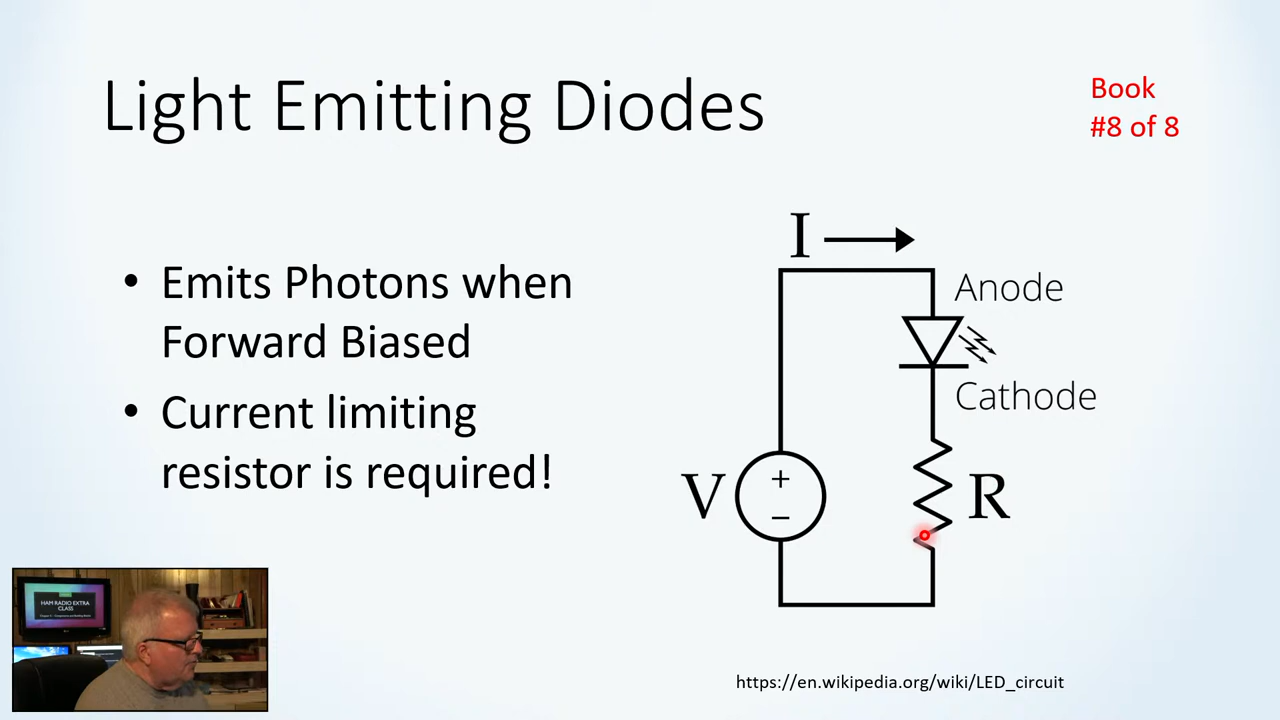 Light Emitting Diodes
Book
#8 of 8
• Emits Photons when
Forward Biased
• Current limiting
resistor is required!
I
Anode
Cathode
V
+
−
R
HAM RADIO EXTRA
CLASS
https://en.wikipedia.org/wiki/LED_circuit